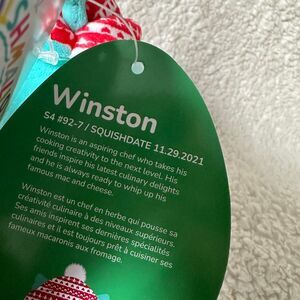 Winston
S4 #92-7 / SQUISHDATE 11.29.2021
Winston is an aspiring chef who takes his
cooking creativity to the next level. His
friends inspire his latest culinary delights
and he is always ready to whip up his
famous mac and cheese.
Winston est un chef en herbe qui pousse sa
créativité culinaire à des niveaux supérieurs.
Ses amis inspirent ses dernières spécialités
culinaires et il est toujours prêt à cuisiner ses
fameux macaronis aux fromage.